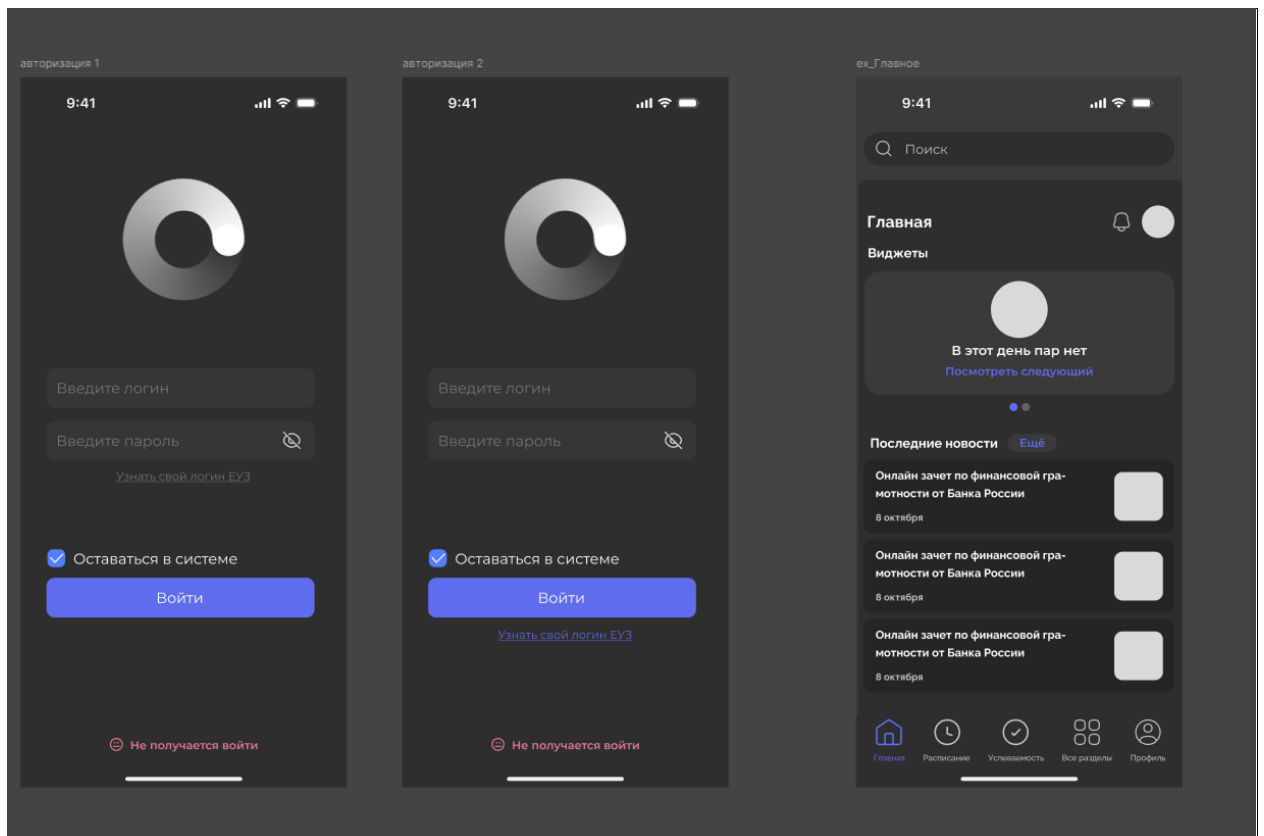 авторизация 1
9:41
Введите логин
Введите пароль
Узнать свой логин ЕУЗ
Оставаться в системе
Войти
Не получается войти
авторизация 2
9:41
Введите логин
Введите пароль
Оставаться в системе
Войти
Узнать свой логин ЕУЗ
Не получается войти
ex_Главное
9:41
Поиск
Главная
Виджеты
В этот день пар нет
Посмотреть следующий
Последние новости Ещё
Онлайн зачет по финансовой гра-
мотности от Банка России
8 октября
Онлайн зачет по финансовой гра-
мотности от Банка России
8 октября
Онлайн зачет по финансовой гра-
мотности от Банка России
8 октября
Главная Расписание Успеваемость Все разделы Профиль